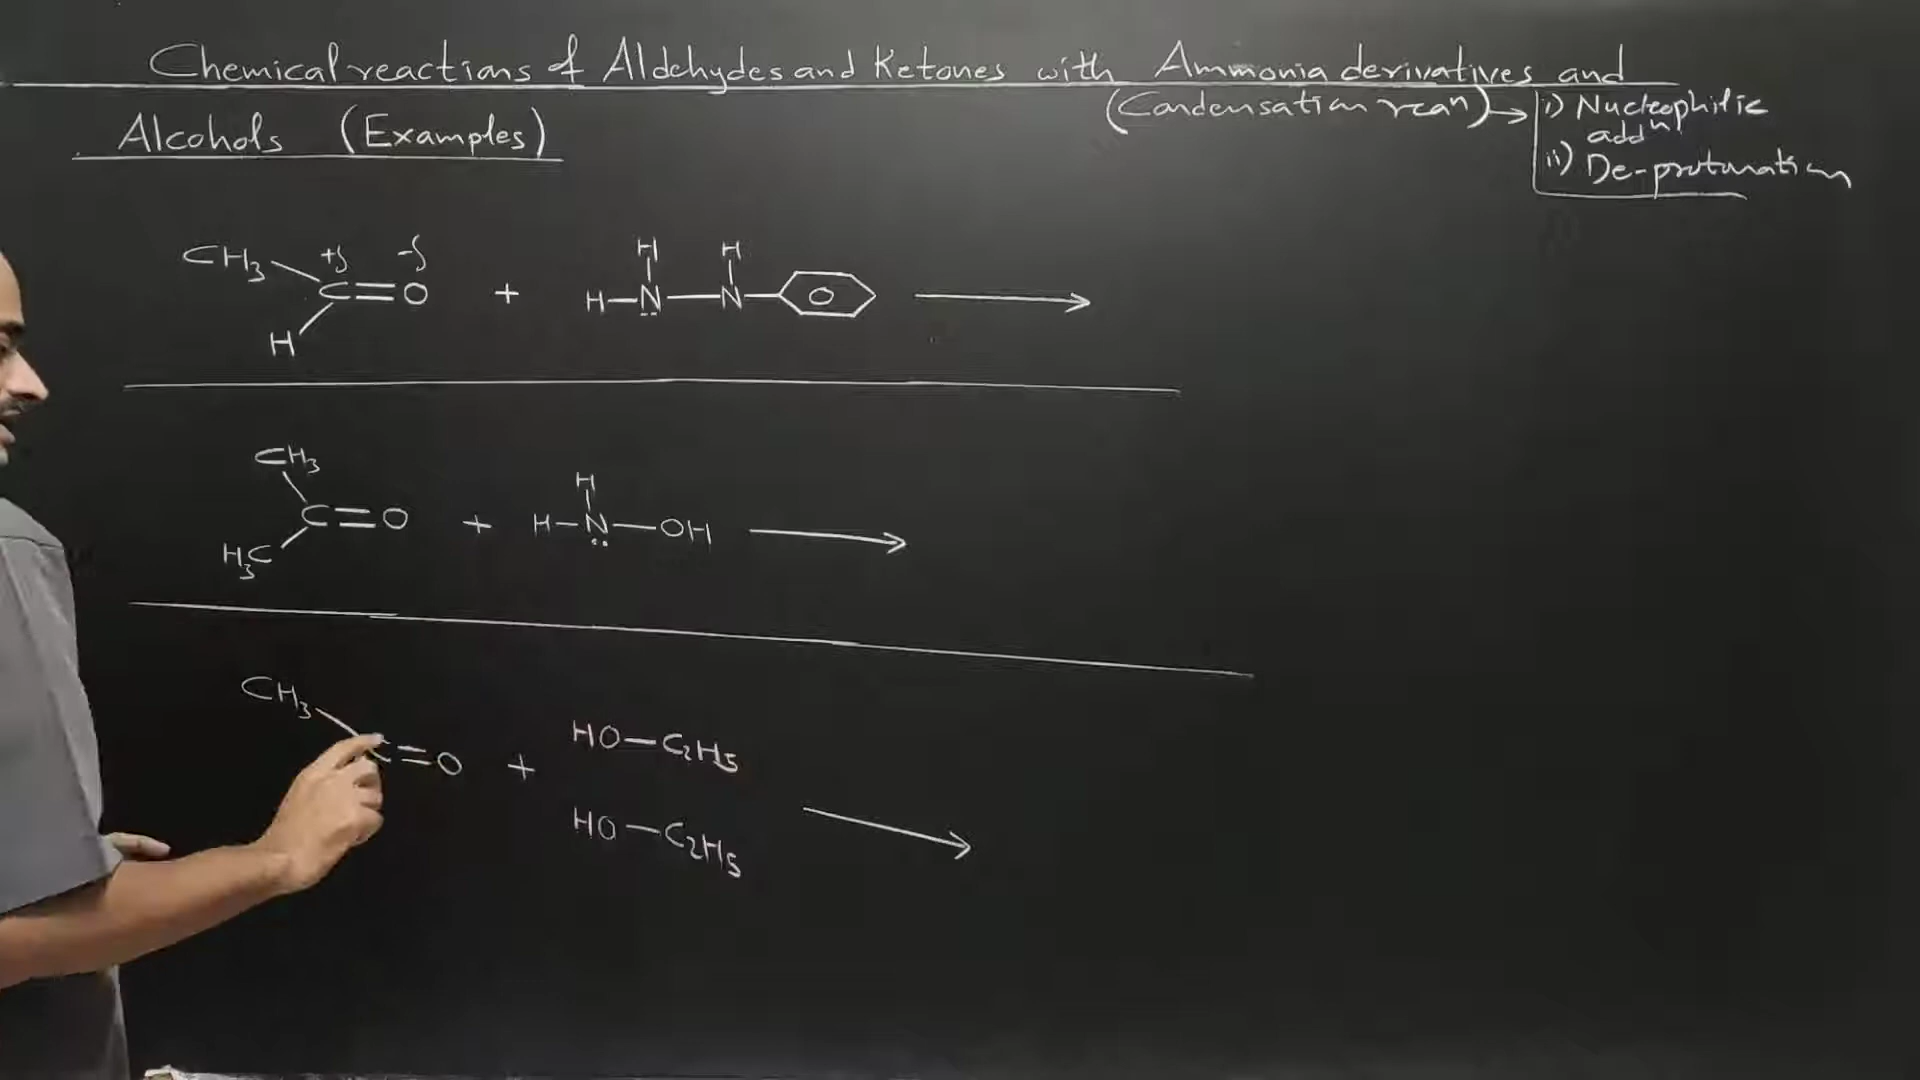 Chemical reactions of Aldehydes and Ketones with Ammonia derivatives and
Alcohols (Examples)
(Condensation reaⁿ) → i) Nucleophilic
addⁿ
ii) De-protonation
CH₃ +δ -δ
C=O + H-N-N- O →
H H H
H
CH₃
C=O + H-N-OH →
H
H₃C
CH₃
C=O + HO-C₂H₅
HO-C₂H₅ →